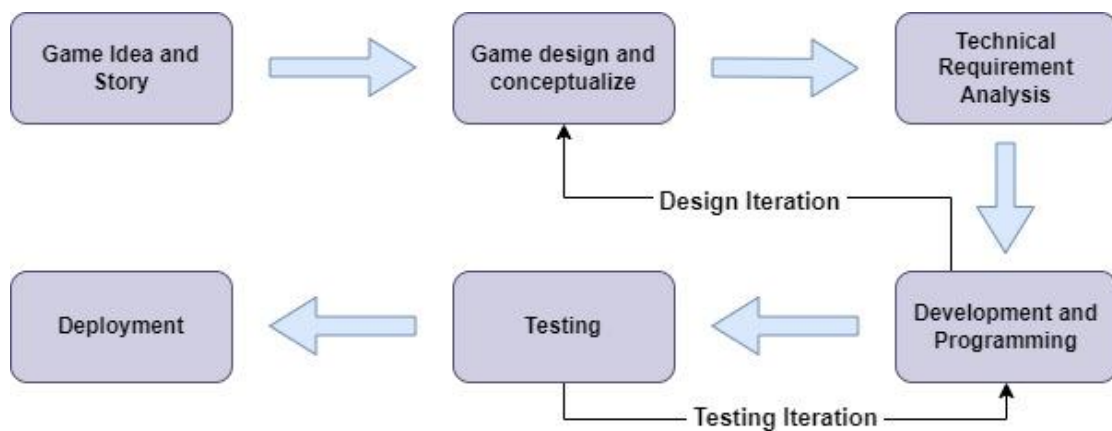 Game Idea and
Story
Game design and
conceptualize
Technical
Requirement
Analysis
Design Iteration
Deployment
Testing
Development and
Programming
Testing Iteration